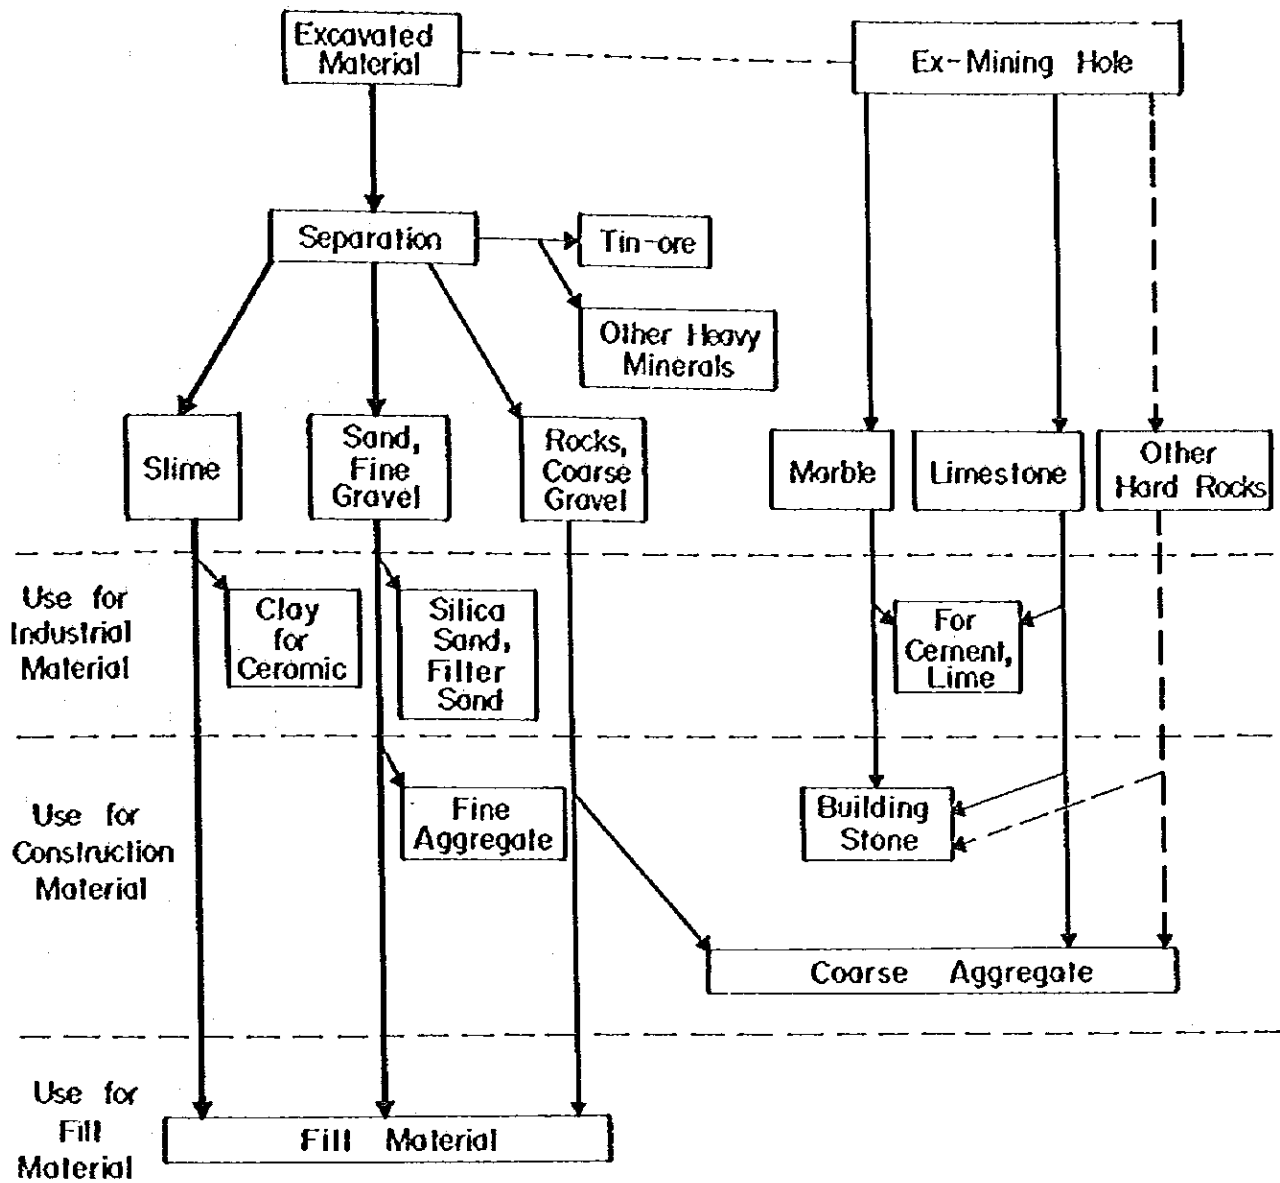 Excavated
Material
Ex-Mining Hole
Separation
Tin-ore
Other Heavy
Minerals
Slime
Sand,
Fine
Gravel
Rocks,
Coarse
Gravel
Marble
Limestone
Other
Hard Rocks
Use for
Industrial
Material
Clay
for
Ceramic
Silica
Sand,
Filter
Sand
For
Cement,
Lime
Use for
Construction
Material
Fine
Aggregate
Building
Stone
Coarse Aggregate
Use for
Fill
Material
Fill Material